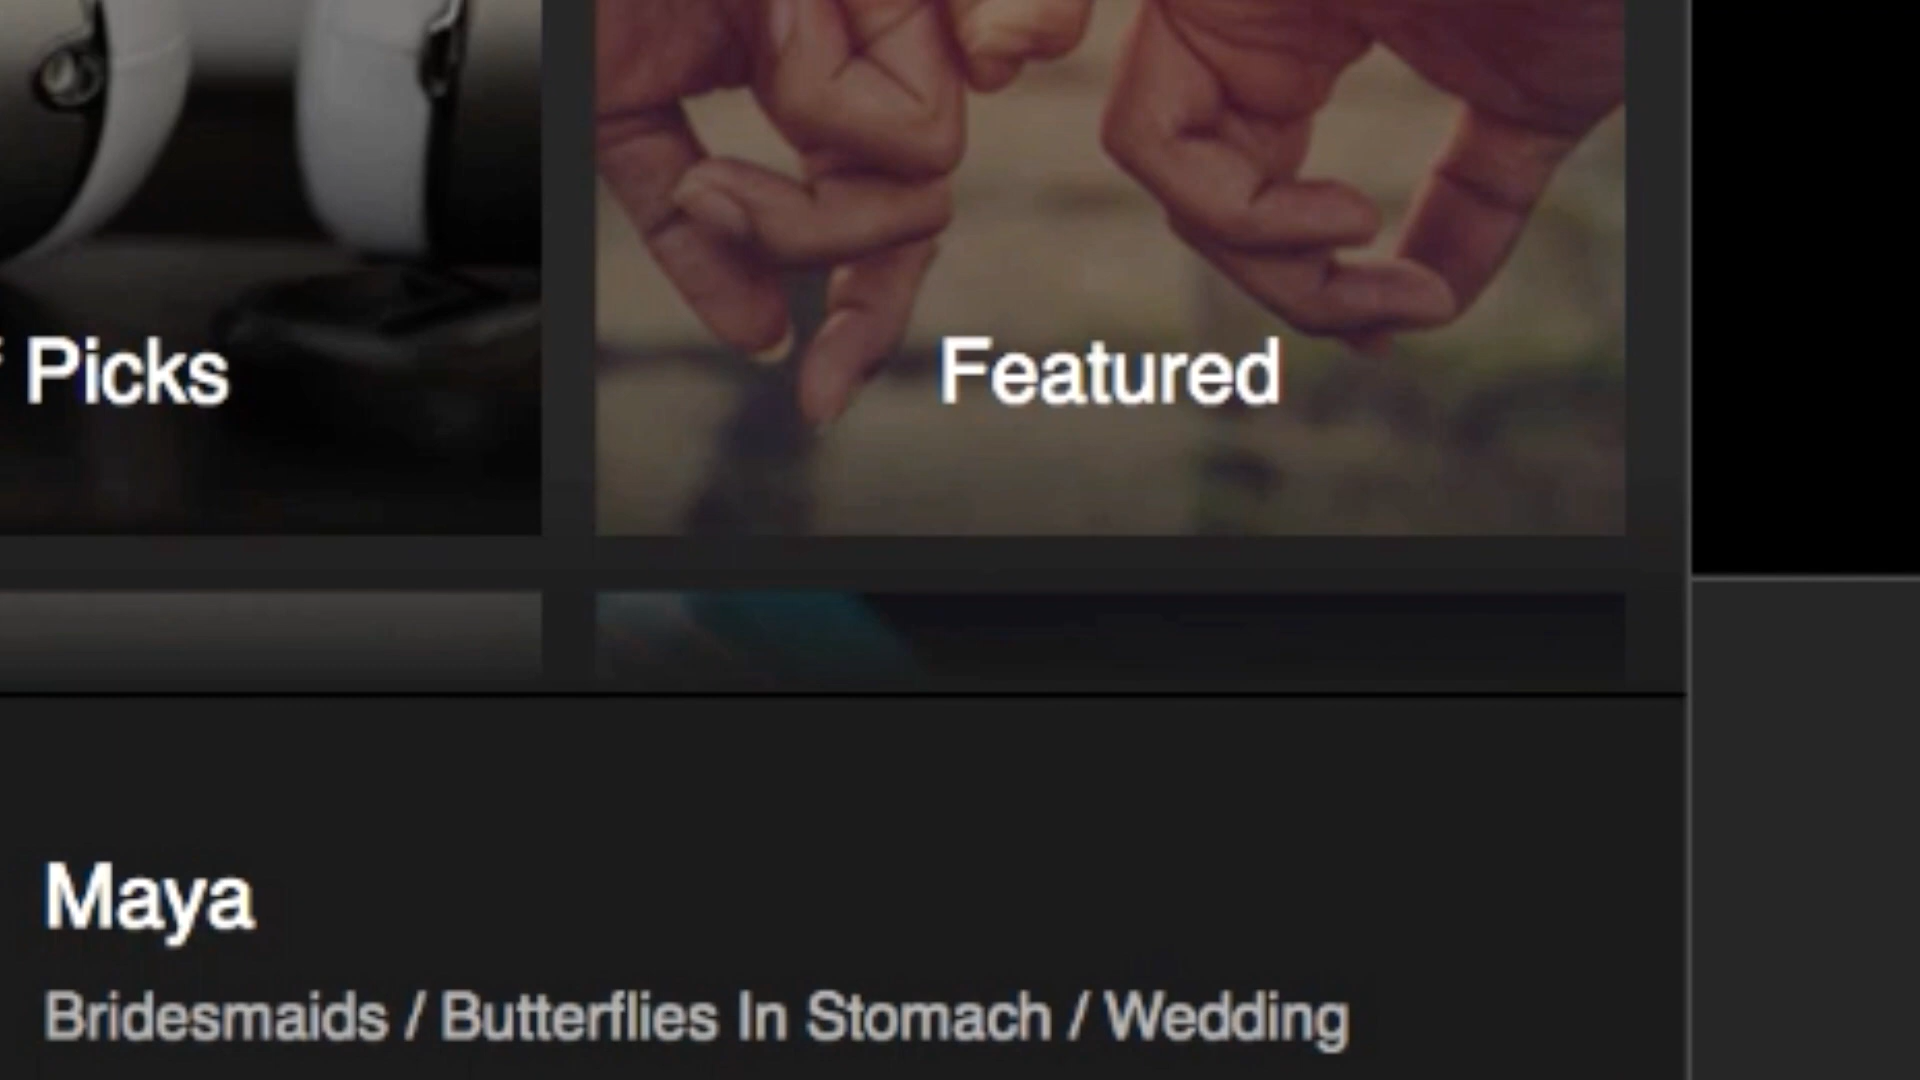 Picks
Featured
Maya
Bridesmaids / Butterflies In Stomach / Wedding